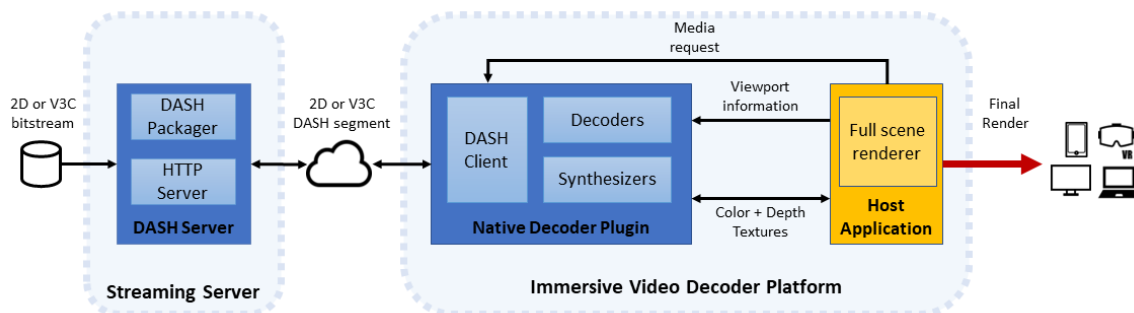 2D or V3C
bitstream
DASH
Packager
HTTP
Server
DASH Server
Streaming Server
2D or V3C
DASH segment
Media
request
DASH
Client
Decoders
Synthesizers
Native Decoder Plugin
Viewport
information
Color + Depth
Textures
Full scene
renderer
Host
Application
Immersive Video Decoder Platform
Final
Render
VR